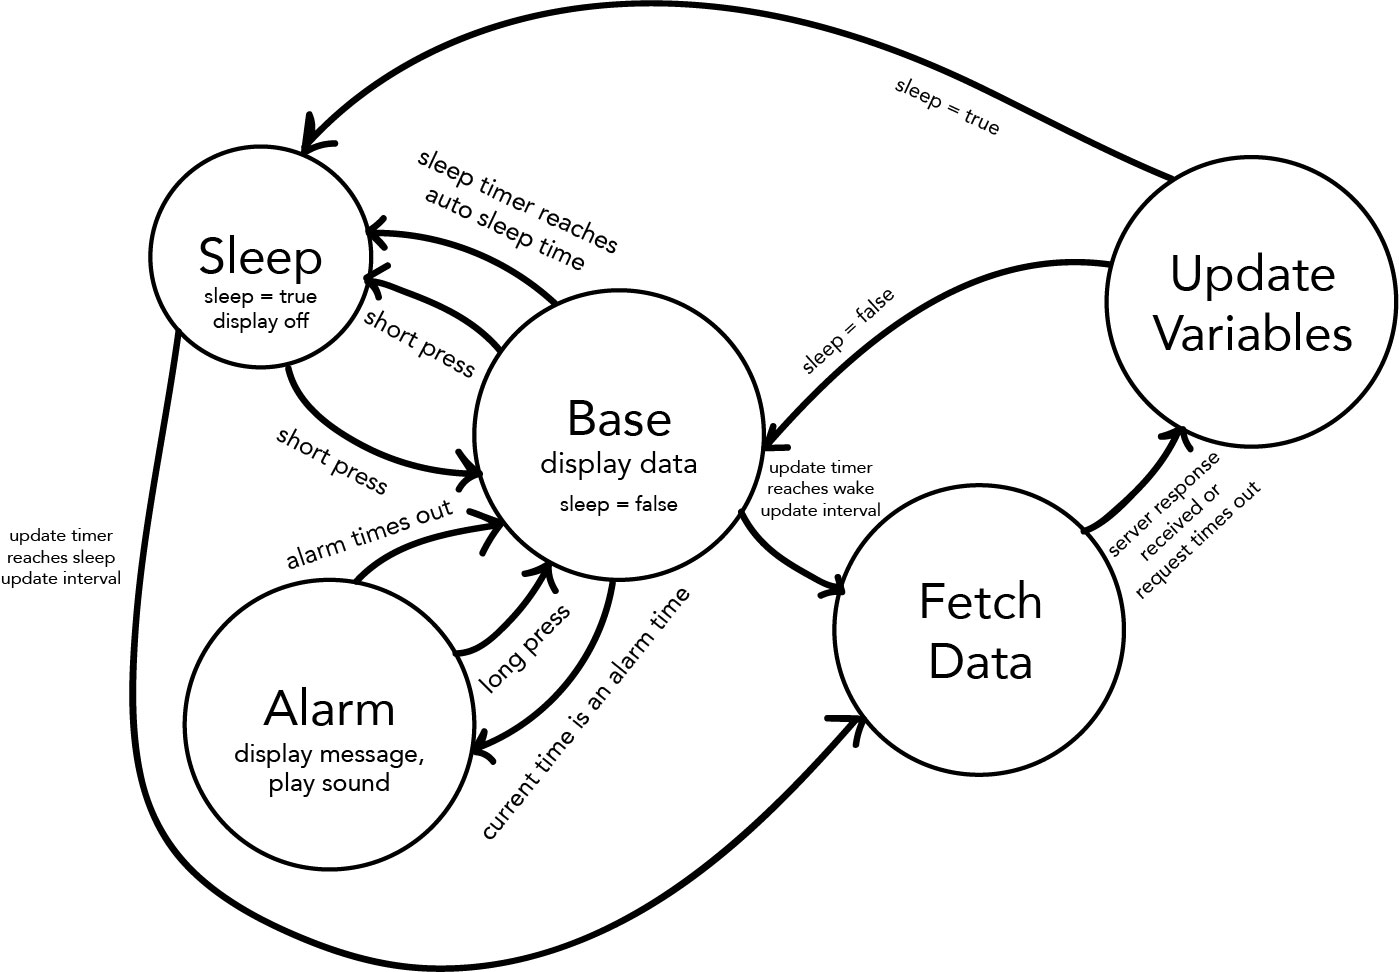 sleep = true
sleep timer reaches
auto sleep time
Sleep
sleep = true
display off
short press
short press
Update
Variables
sleep = false
Base
display data
sleep = false
update timer
reaches wake
update interval
server response
received or
request times out
alarm times out
update timer
reaches sleep
update interval
Fetch
Data
long press
current time is an alarm time
Alarm
display message,
play sound